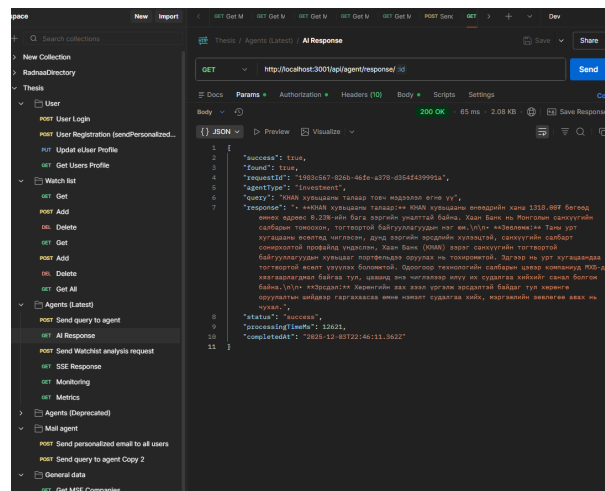 space
New
Import
GET Get M
GET Get M
GET Get M
GET Get M
POST Senc
GET
Dev
Search collections
Thesis / Agents (Latest) / AI Response
Save
Share
New Collection
RadnaaDirectory
Thesis
GET
http://localhost:3001/api/agent/response/:id
Send
User
POST User Login
POST User Registration (sendPersonalized...
PUT Updat eUser Profile
GET Get Users Profile
Watch list
GET Get
POST Add
DEL Delete
GET Get
POST Add
DEL Delete
GET Get All
Agents (Latest)
POST Send query to agent
GET AI Response
POST Send Watchlist analysis request
GET SSE Response
GET Monitoring
GET Metrics
Agents (Deprecated)
Mail agent
POST Send personalized email to all users
POST Send query to agent Copy 2
General data
GET Get MSE Companies
Docs Params Authorization Headers (10) Body Scripts Settings
Co
Body
200 OK 65 ms 2.08 KB
Save Response
{} JSON
Preview
Visualize
1 {
2 "success": true,
3 "found": true,
4 "requestId": "1983c567-826b-46fe-a378-d354f439991a",
5 "agentType": "investment",
6 "query": "KHAN хувьцааны талаар товч мэдээлэл өгнө үү",
7 "response": "• **KHAN хувьцааны талаар:** KHAN хувьцааны өнөөдрийн ханш 1318.00₮ бөгөөд
өмнөх өдрөөс 0.23%-ийн бага зэргийн уналттай байна. Хаан Банк нь Монголын санхүүгийн
салбарын томоохон, тогтвортой байгууллагуудын нэг юм.\n\n• **Зөвлөмж:** Таны урт
хугацааны өсөлтөд чиглэсэн, дунд зэргийн эрсдлийн хүлээцтэй, санхүүгийн салбарт
сонирхолтой профайлд үндэслэн, Хаан Банк (KHAN) зэрэг санхүүгийн тогтвортой
байгууллагуудын хувьцааг портфельдээ оруулах нь тохиромжтой. Эдгээр нь урт хугацаандаа
тогтвортой өсөлт үзүүлэх боломжтой. Одоогоор технологийн салбарын цэвэр компаниуд МХБ-д
хязгаарлагдмал байгаа тул, цаашид энэ чиглэлээр илүү их судалгаа хийхийг санал болгож
байна.\n\n• **Эрсдэл:** Хөрөнгийн зах зээл үргэлж эрсдэлтэй байдаг тул хөрөнгө
оруулалтын шийдвэр гаргахаасаа өмнө нэмэлт судалгаа хийх, мэргэжлийн зөвлөгөө авах нь
чухал.",
8 "status": "success",
9 "processingTimeMs": 12621,
10 "completedAt": "2025-12-03T22:46:11.362Z"
11 }